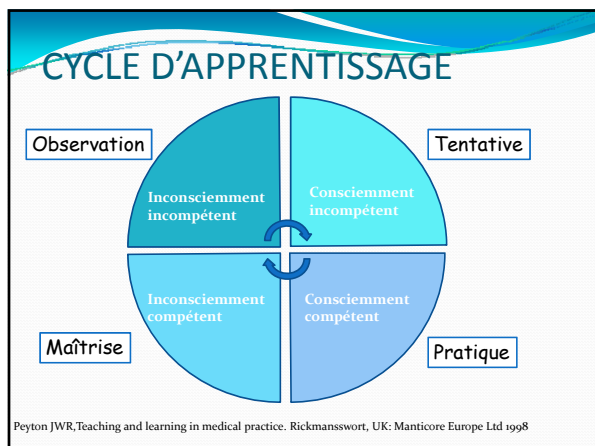 CYCLE D’APPRENTISSAGE
Observation
Tentative
Inconsciemment
incompétent
Consciemment
incompétent
Inconsciemment
compétent
Consciemment
compétent
Maîtrise
Pratique
Peyton JWR,Teaching and learning in medical practice. Rickmansswort, UK: Manticore Europe Ltd 1998